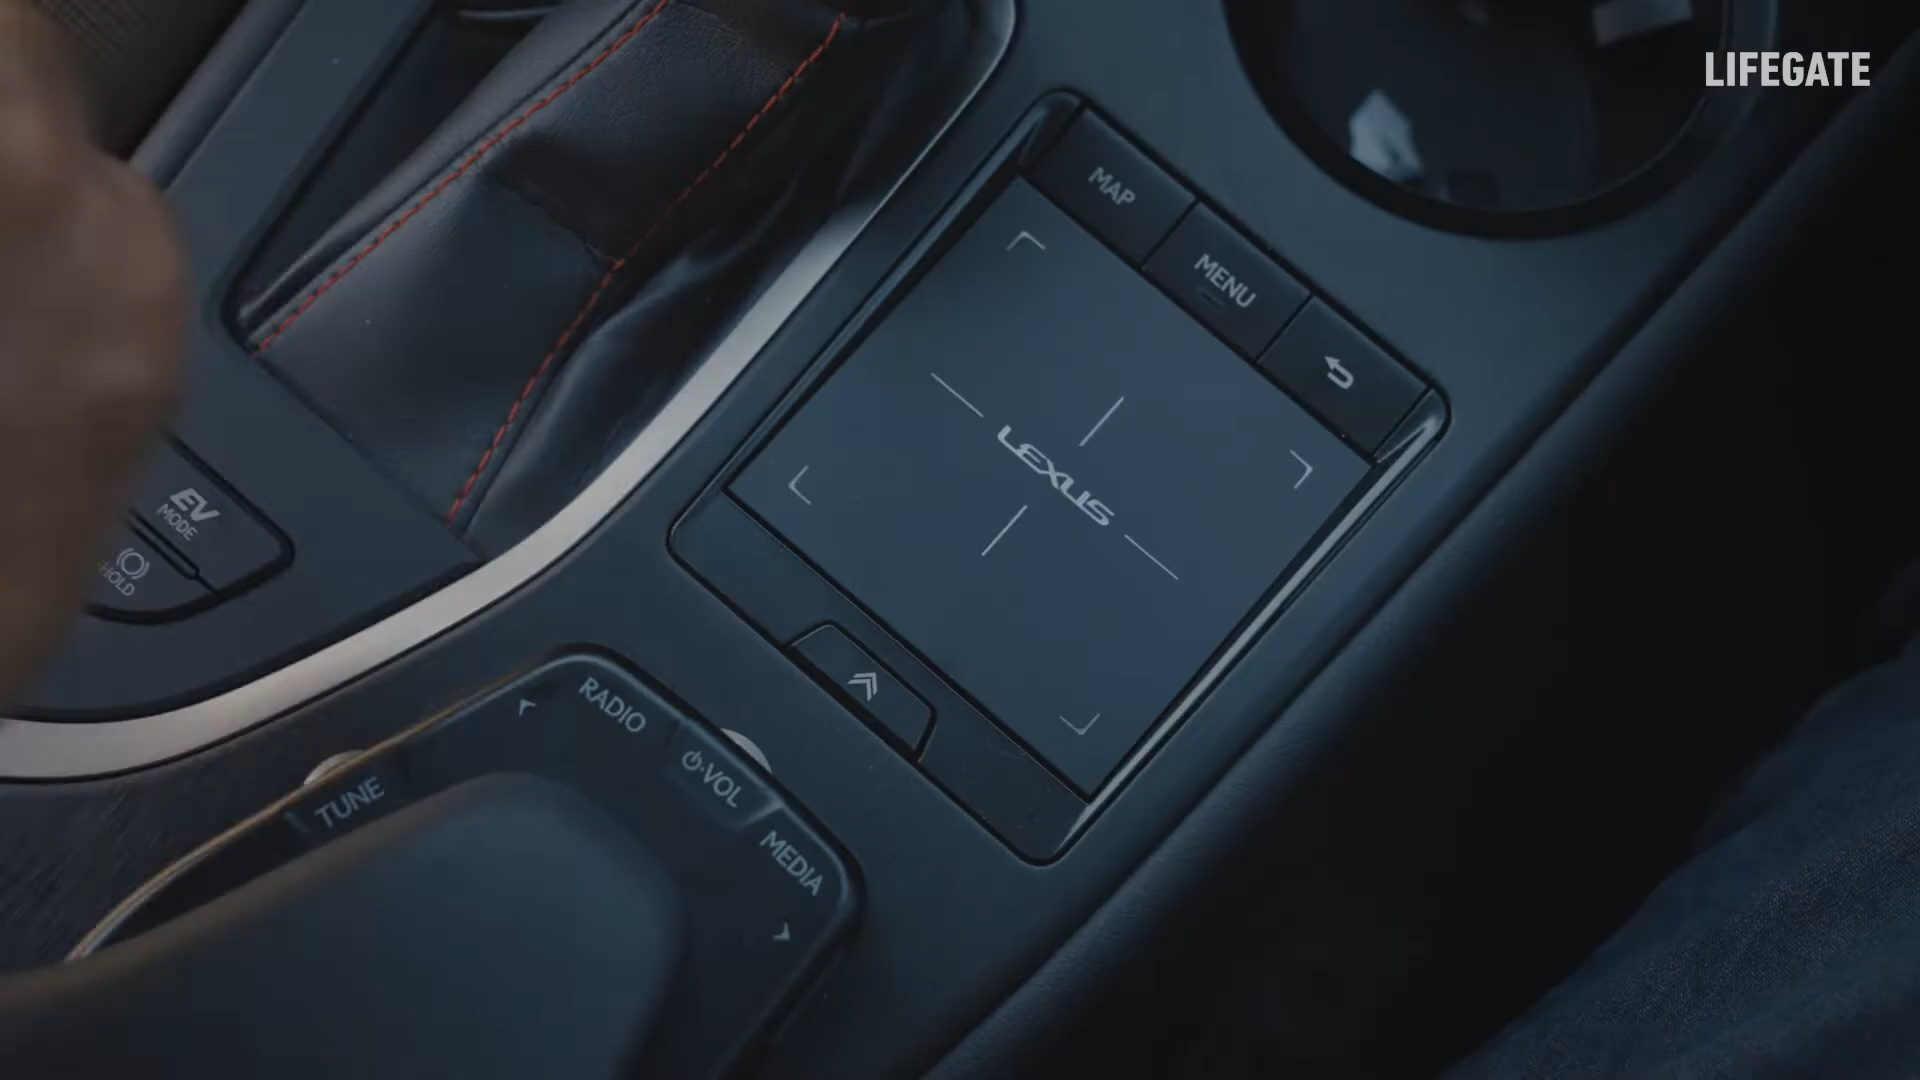 LIFEGATE
MAP
MENU
LEXUS
EV
MODE
HOLD
RADIO
VOL
TUNE
MEDIA